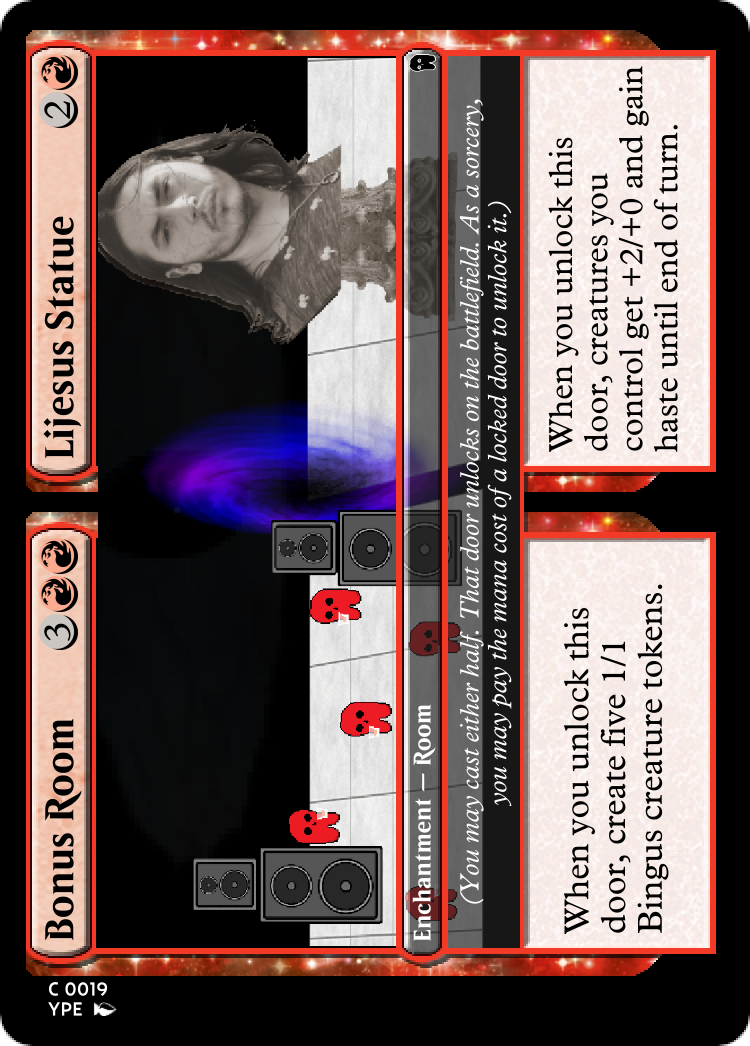 Bonus Room 3
Lijesus Statue 2
Enchantment — Room
(You may cast either half. That door unlocks on the battlefield. As a sorcery,
you may pay the mana cost of a locked door to unlock it.)
When you unlock this
door, create five 1/1
Bingus creature tokens.
When you unlock this
door, creatures you
control get +2/+0 and gain
haste until end of turn.
C 0019
YPE